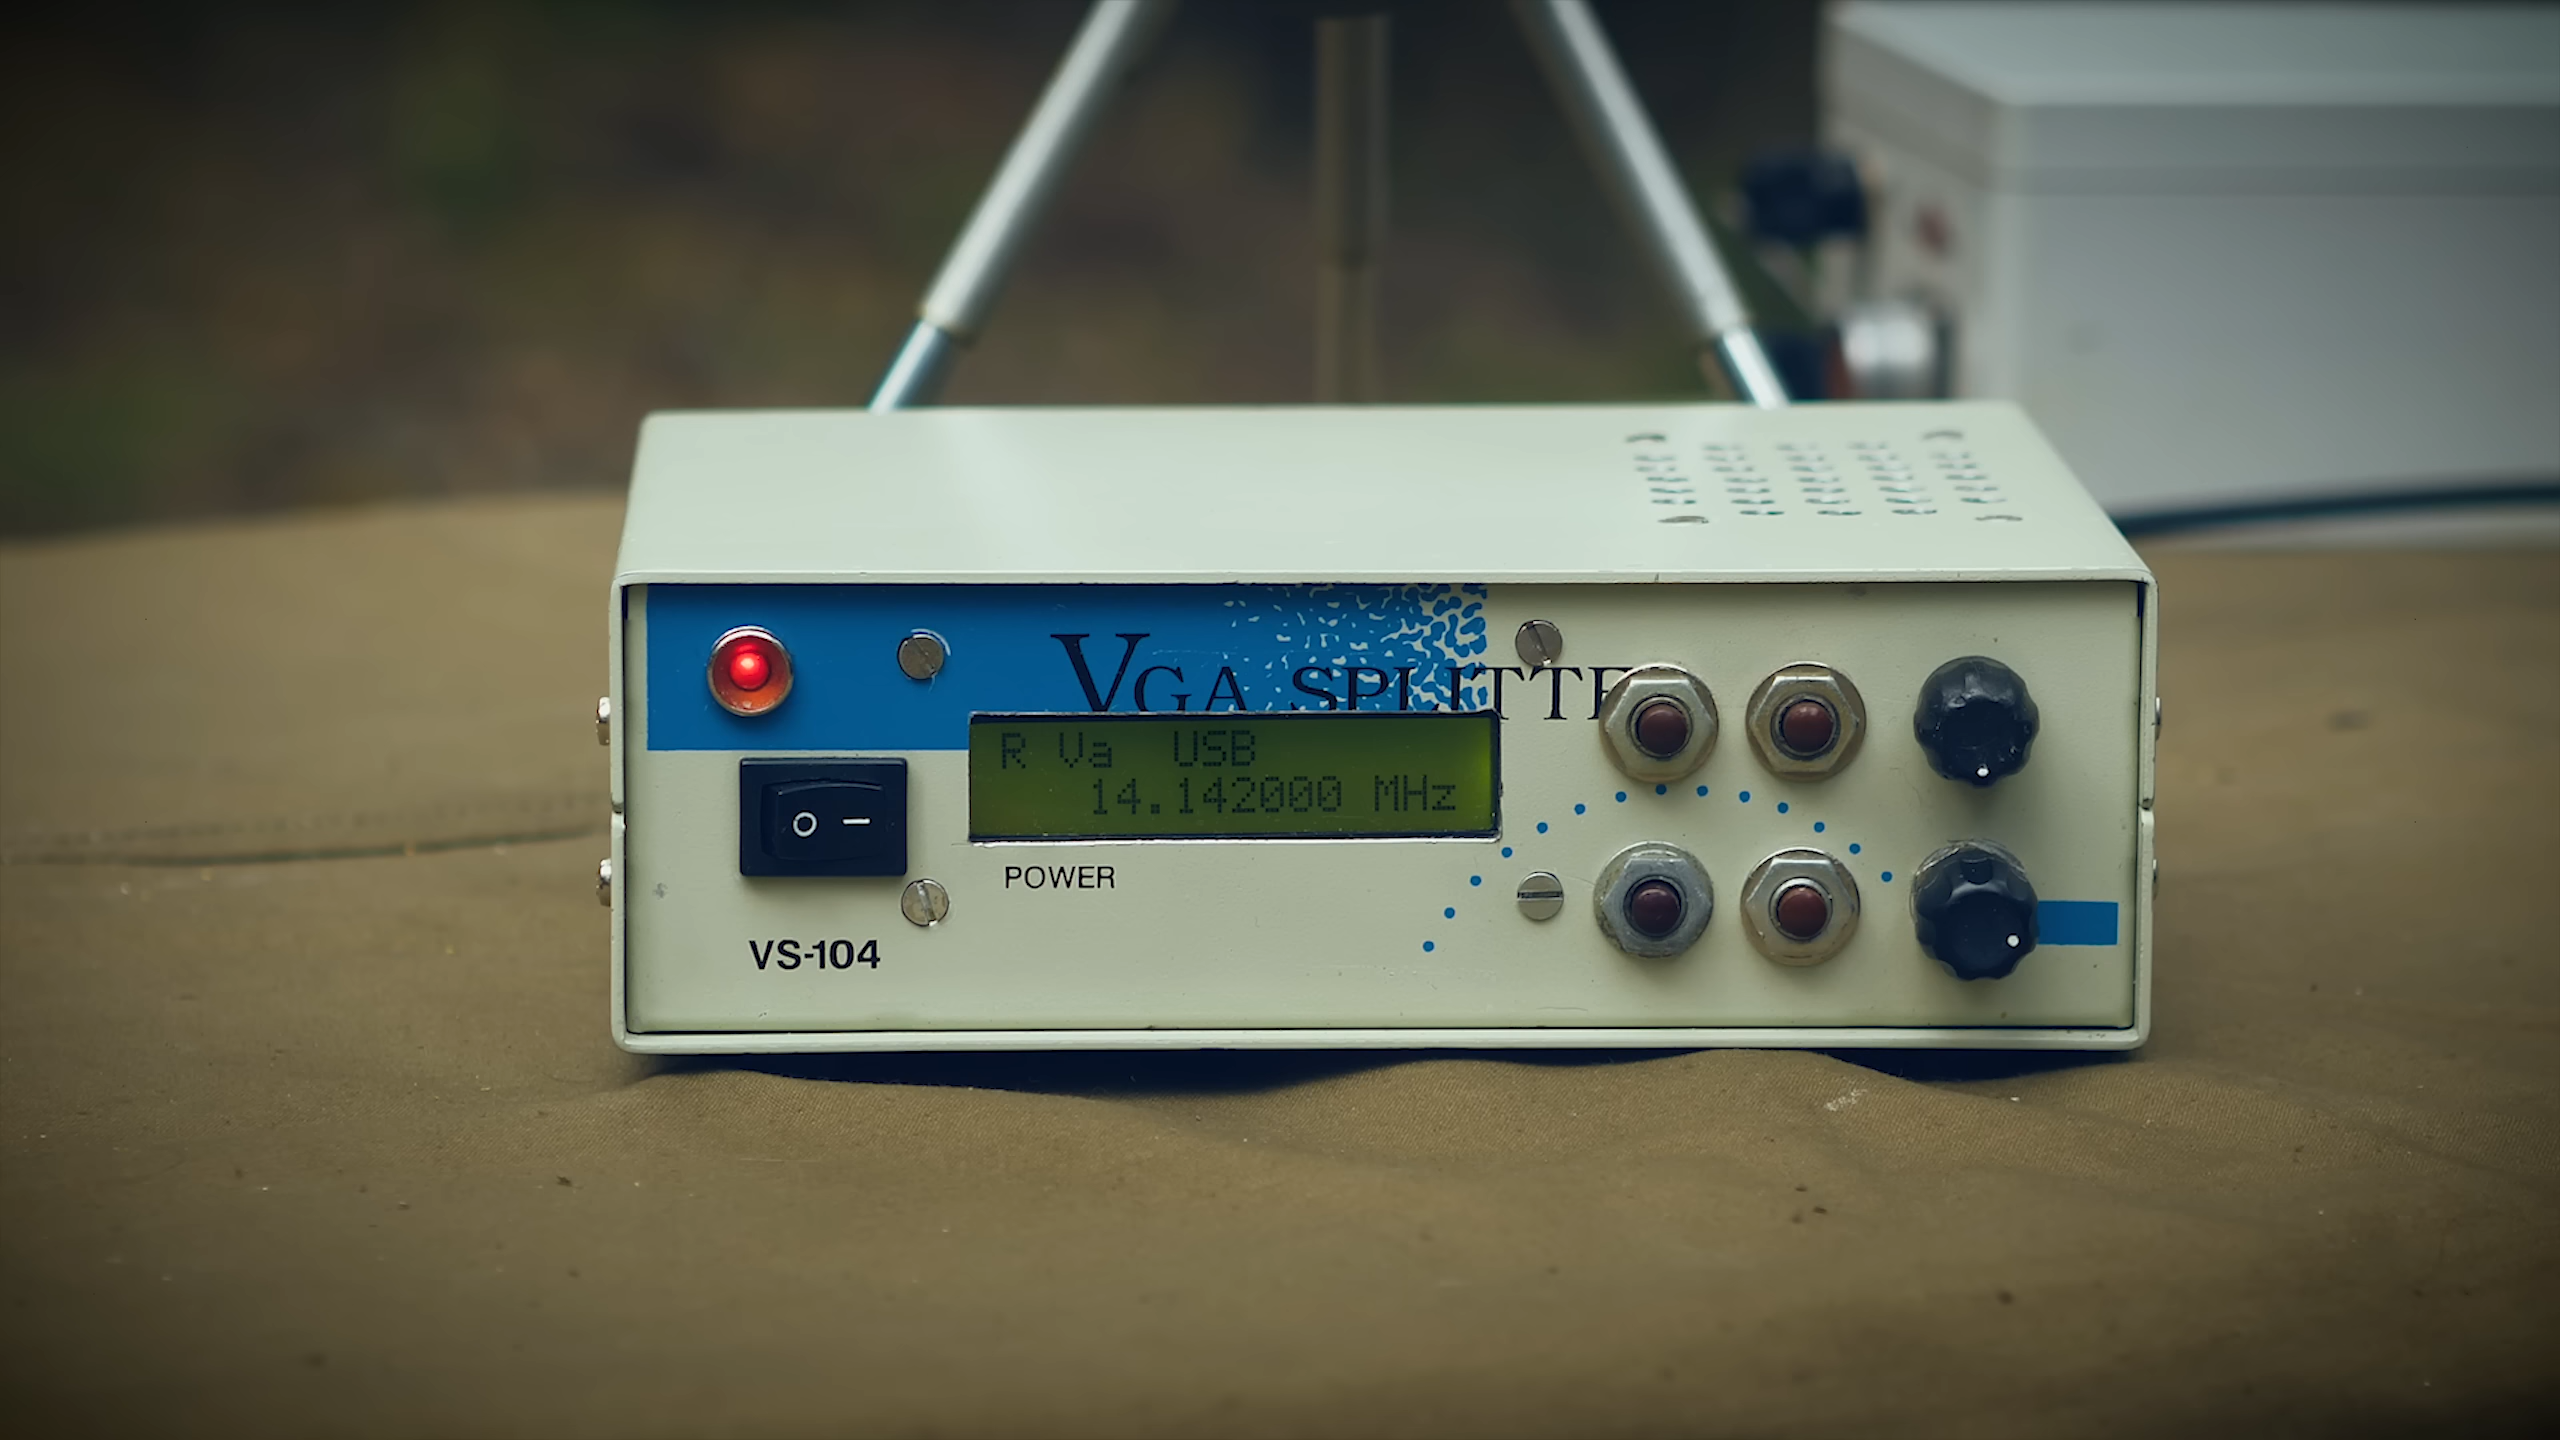 VGA SPLITTE
R Va USB
14.142000 MHz
O –
POWER
VS-104